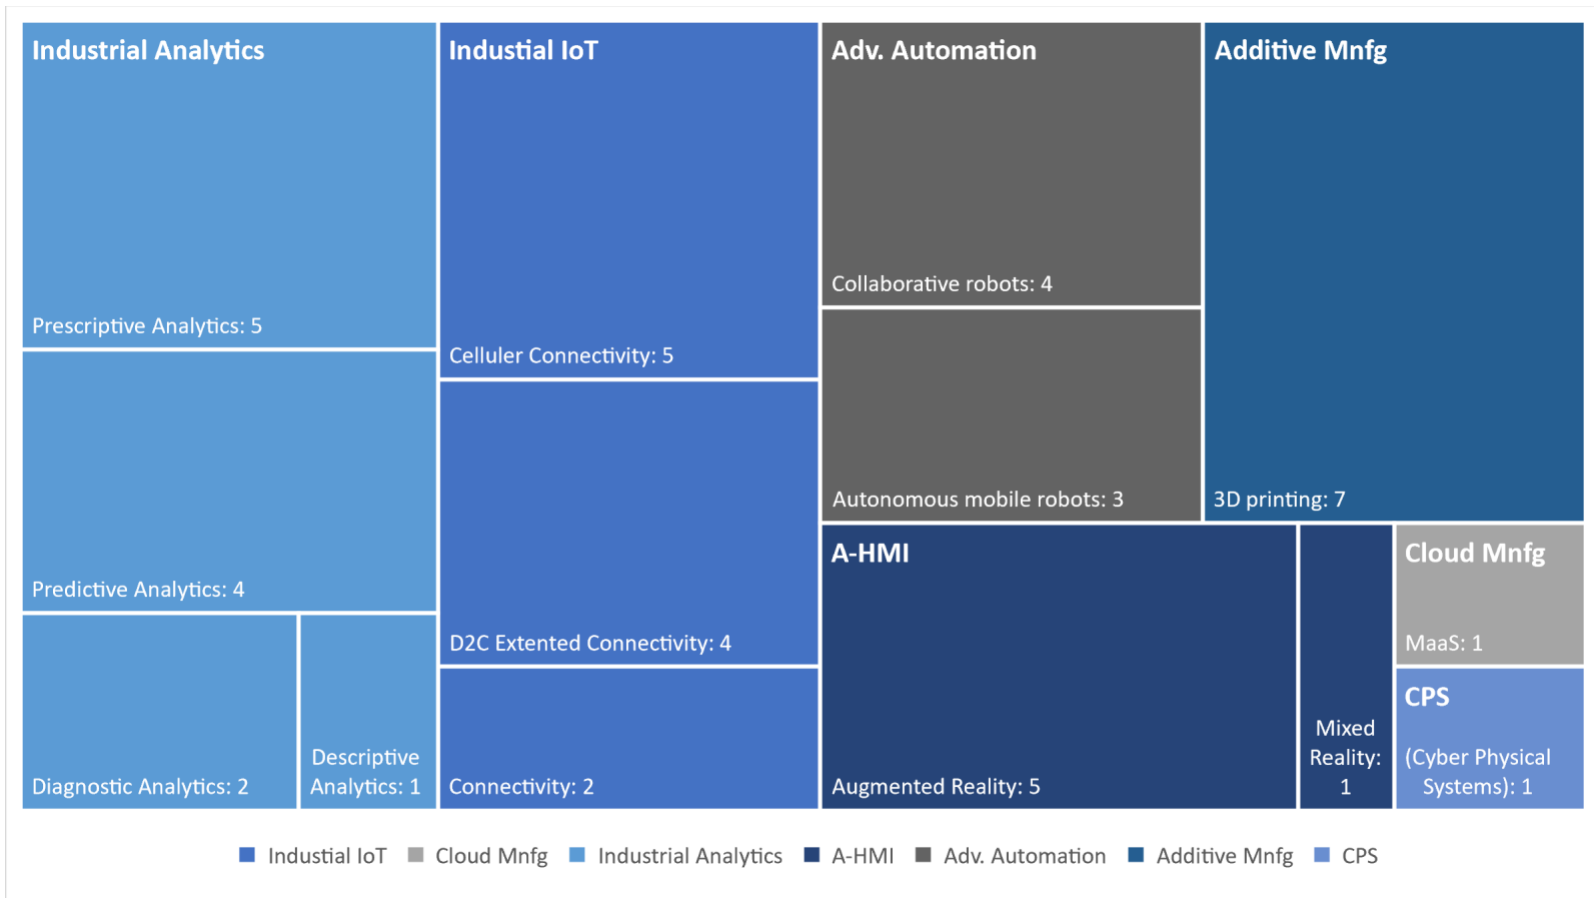 Industrial Analytics
Prescriptive Analytics: 5
Predictive Analytics: 4
Diagnostic Analytics: 2
Descriptive
Analytics: 1
Industial IoT
Celluler Connectivity: 5
D2C Extented Connectivity: 4
Connectivity: 2
Adv. Automation
Collaborative robots: 4
Autonomous mobile robots: 3
Additive Mnfg
3D printing: 7
A-HMI
Augmented Reality: 5
Mixed
Reality:
1
Cloud Mnfg
MaaS: 1
CPS
(Cyber Physical
Systems): 1
Industial IoT
Cloud Mnfg
Industrial Analytics
A-HMI
Adv. Automation
Additive Mnfg
CPS